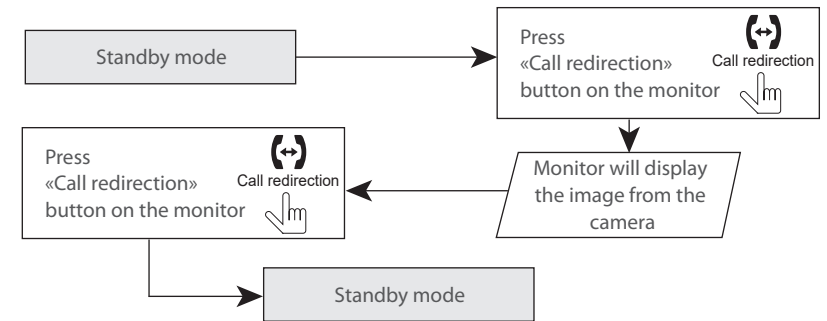 Standby mode
Press
«Call redirection»
button on the monitor
Call redirection
Monitor will display
the image from the
camera
Press
«Call redirection»
button on the monitor
Call redirection
Standby mode